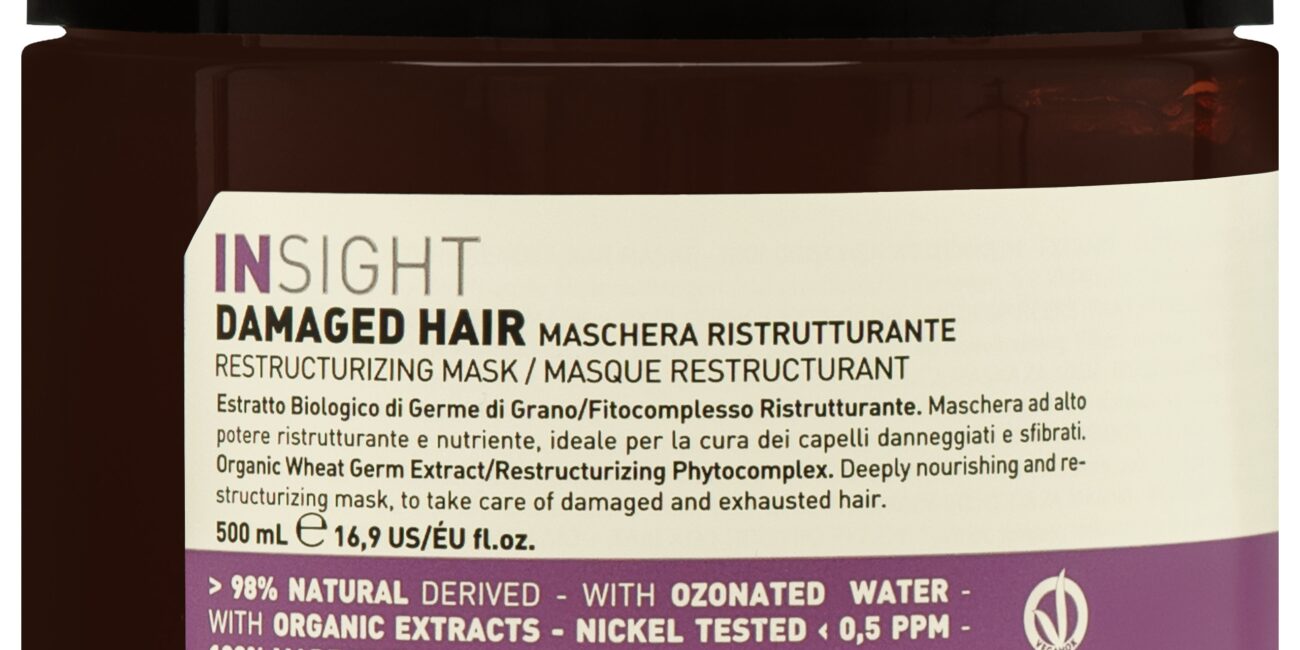 INSIGHT
DAMAGED HAIR MASCHERA RISTRUTTURANTE
RESTRUCTURIZING MASK / MASQUE RESTRUCTURANT
Estratto Biologico di Germe di Grano/Fitocomplesso Ristrutturante. Maschera ad alto
potere ristrutturante e nutriente, ideale per la cura dei capelli danneggiati e sfibrati.
Organic Wheat Germ Extract/Restructurizing Phytocomplex. Deeply nourishing and re-
structurizing mask, to take care of damaged and exhausted hair.
500 mL ℮ 16,9 US/ÉU fl.oz.
> 98% NATURAL DERIVED - WITH OZONATED WATER -
WITH ORGANIC EXTRACTS - NICKEL TESTED < 0,5 PPM -